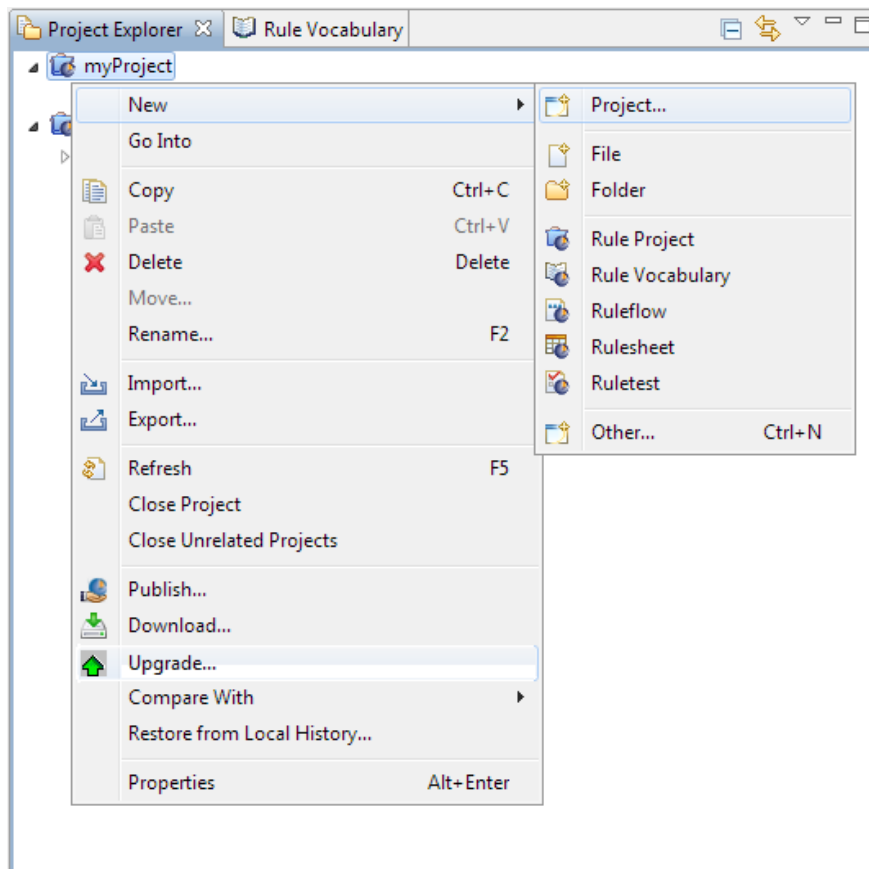 Project Explorer Rule Vocabulary
myProject
New
Go Into
Copy Ctrl+C
Paste Ctrl+V
Delete Delete
Move...
Rename... F2
Import...
Export...
Refresh F5
Close Project
Close Unrelated Projects
Publish...
Download...
Upgrade...
Compare With
Restore from Local History...
Properties Alt+Enter
Project...
File
Folder
Rule Project
Rule Vocabulary
Ruleflow
Rulesheet
Ruletest
Other... Ctrl+N